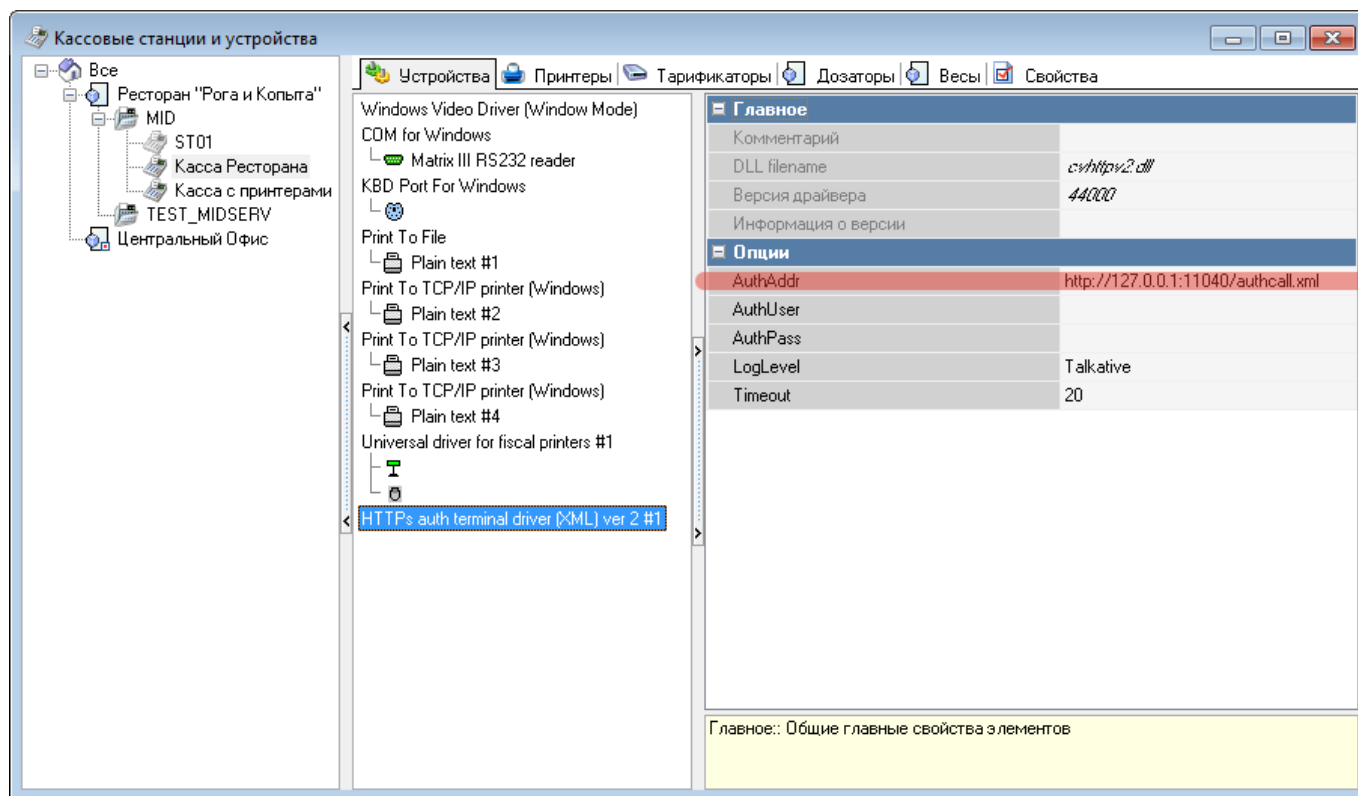 Кассовые станции и устройства
Все
Ресторан "Рога и Копыта"
MID
ST01
Касса Ресторана
Касса с принтерами
TEST_MIDSERV
Центральный Офис
Устройства Принтеры Тарификаторы Дозаторы Весы Свойства
Windows Video Driver (Window Mode)
COM for Windows
Matrix III RS232 reader
KBD Port For Windows
Print To File
Plain text #1
Print To TCP/IP printer (Windows)
Plain text #2
Print To TCP/IP printer (Windows)
Plain text #3
Print To TCP/IP printer (Windows)
Plain text #4
Universal driver for fiscal printers #1
HTTPs auth terminal driver (XML) ver 2 #1
Главное
Комментарий
DLL filename cvhttpv2.dll
Версия драйвера 44000
Информация о версии
Опции
AuthAddr http://127.0.0.1:11040/authcall.xml
AuthUser
AuthPass
LogLevel Talkative
Timeout 20
Главное:: Общие главные свойства элементов